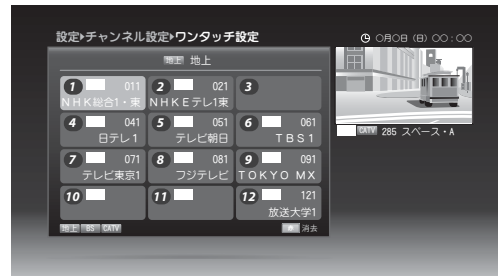 設定▸チャンネル設定▸ワンタッチ設定
○月○日 (日) ○○:○○
地上 地上
1 011
NHK総合1・東
2 021
NHKEテレ1東
3
4 041
日テレ1
5 051
テレビ朝日
6 061
TBS1
7 071
テレビ東京1
8 081
フジテレビ
9 091
TOKYO MX
10
11
12 121
放送大学1
CATV 285 スペース・A
地上 BS CATV
消去